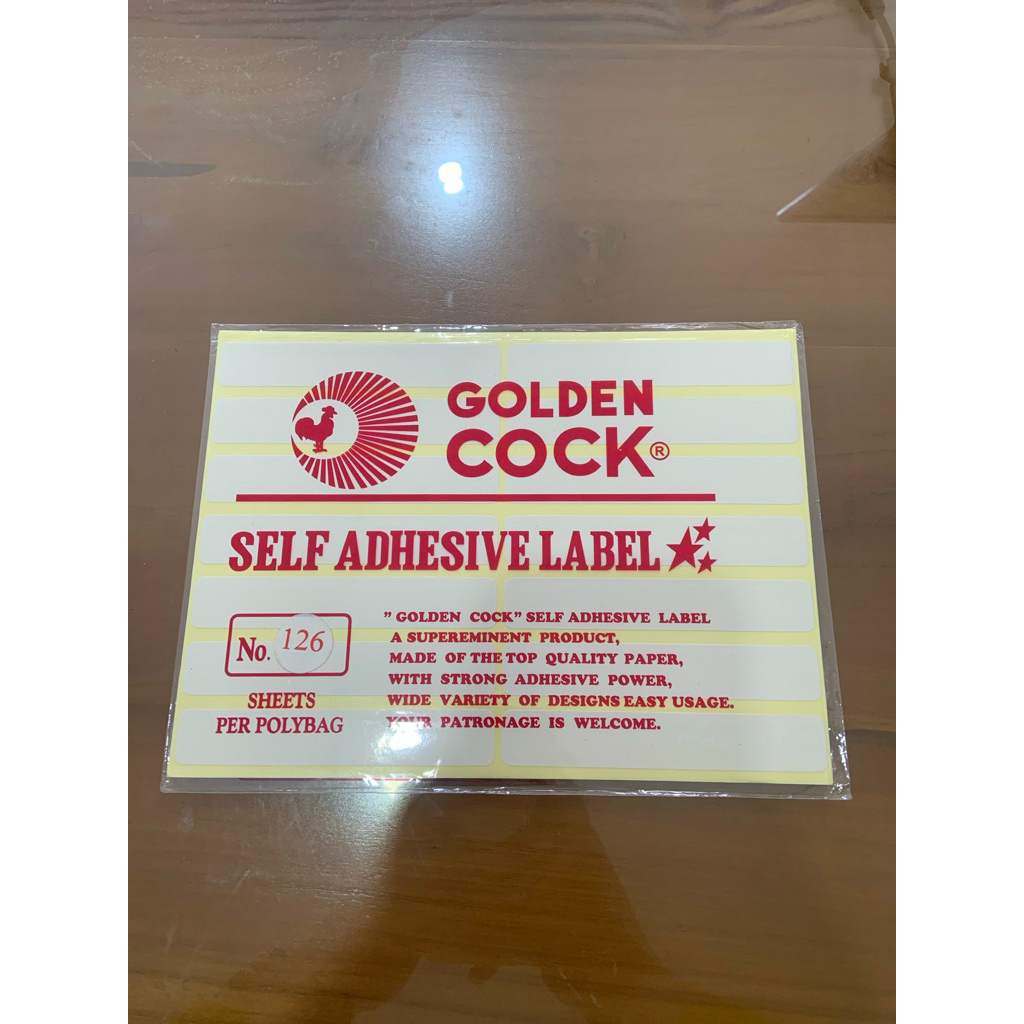 GOLDEN
COCK®
SELF ADHESIVE LABEL
No. 126
SHEETS
PER POLYBAG
" GOLDEN COCK" SELF ADHESIVE LABEL
A SUPEREMINENT PRODUCT,
MADE OF THE TOP QUALITY PAPER,
WITH STRONG ADHESIVE POWER,
WIDE VARIETY OF DESIGNS EASY USAGE.
YOUR PATRONAGE IS WELCOME.